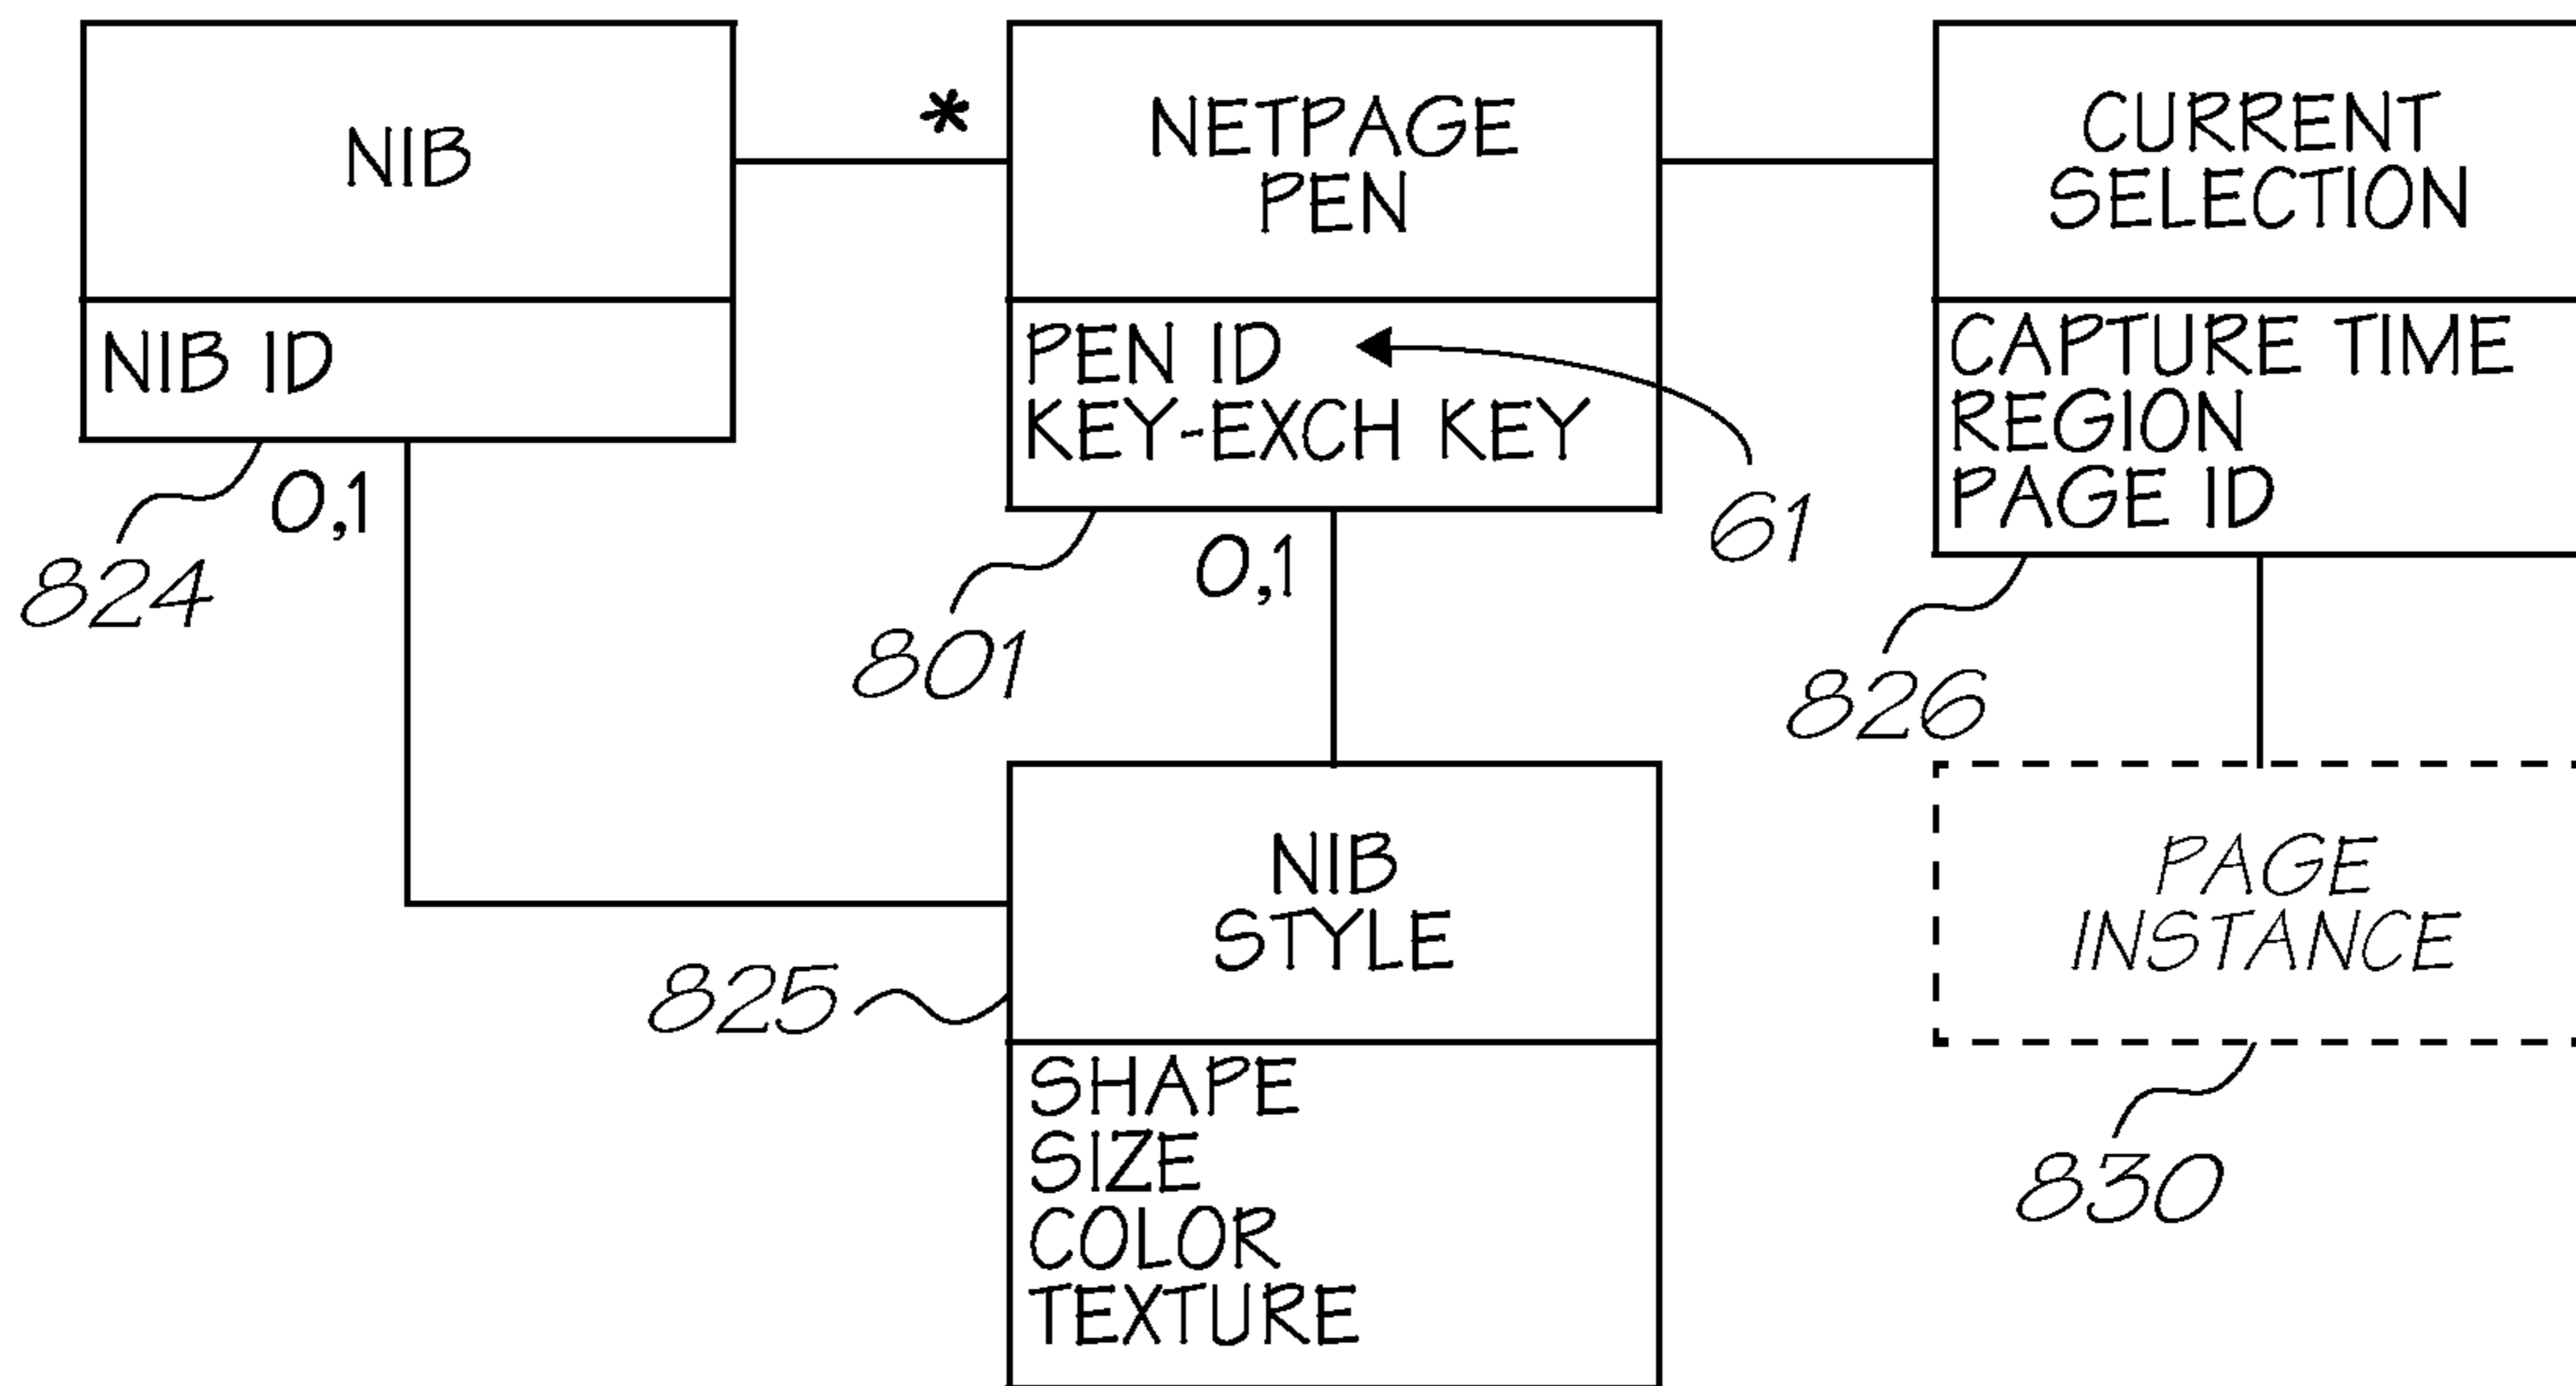 NIB
*
NETPAGE
PEN
CURRENT
SELECTION
NIB ID
PEN ID
KEY-EXCH KEY
CAPTURE TIME
REGION
PAGE ID
0,1
824
0,1
801
61
826
NIB
STYLE
825
PAGE
INSTANCE
SHAPE
SIZE
COLOR
TEXTURE
830